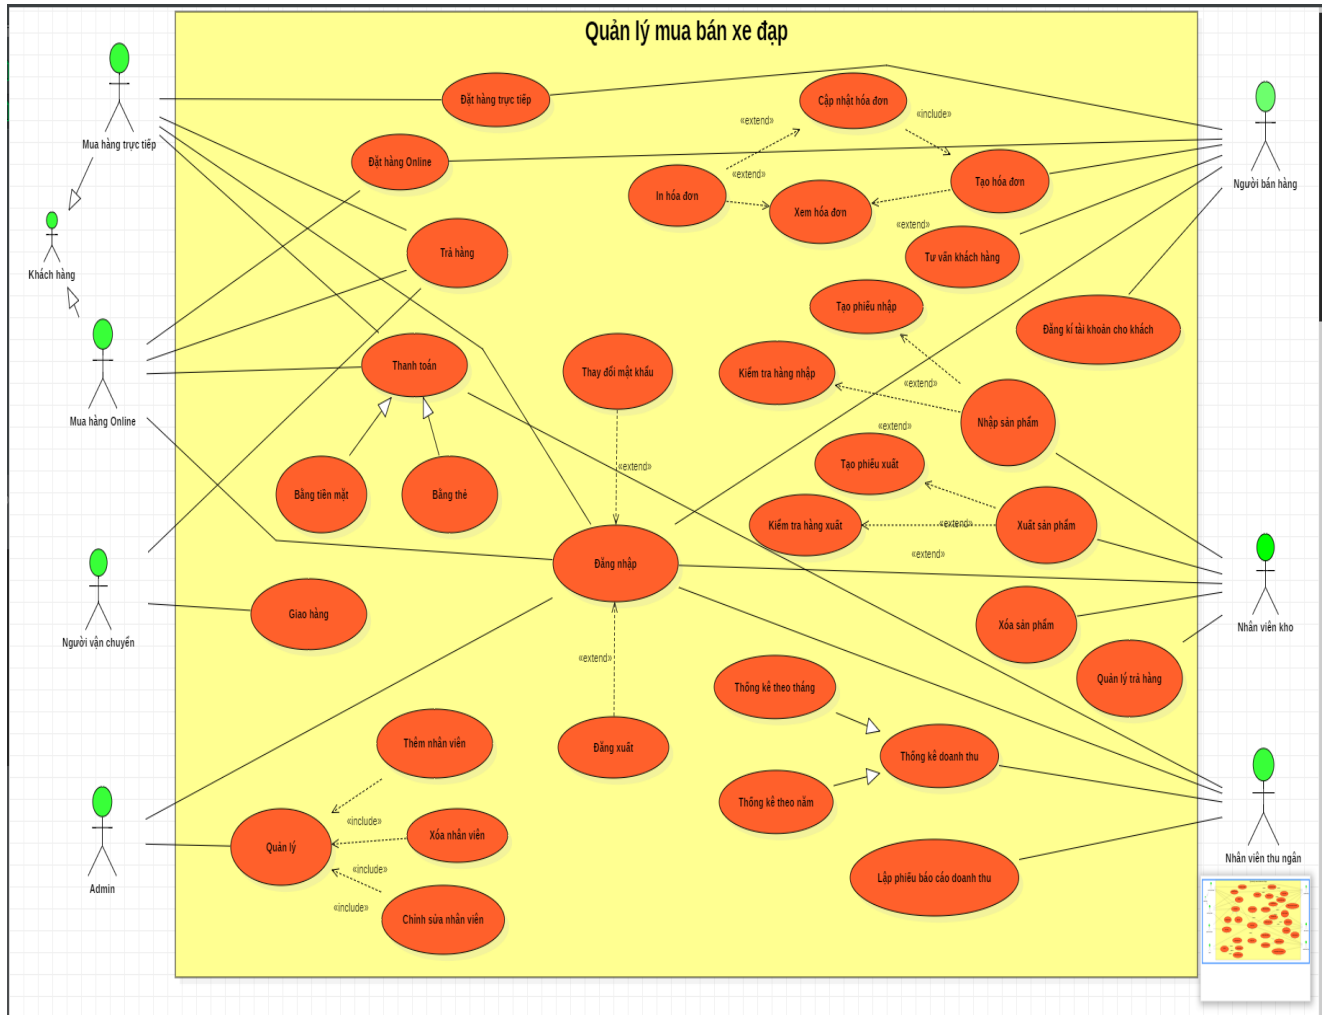 Quản lý mua bán xe đạp
Mua hàng trực tiếp
Khách hàng
Mua hàng Online
Người vận chuyển
Admin
Người bán hàng
Nhân viên kho
Nhân viên thu ngân
Đặt hàng trực tiếp
Cập nhật hóa đơn
«extend»
«include»
Đặt hàng Online
«extend»
Tạo hóa đơn
In hóa đơn
Xem hóa đơn
«extend»
Trả hàng
Tư vấn khách hàng
Tạo phiếu nhập
Đăng kí tài khoản cho khách
Thanh toán
Thay đổi mật khẩu
Kiểm tra hàng nhập
«extend»
Nhập sản phẩm
«extend»
Tạo phiếu xuất
«extend»
Bằng tiền mặt
Bằng thẻ
Kiểm tra hàng xuất
«extend»
Xuất sản phẩm
«extend»
Đăng nhập
Giao hàng
Xóa sản phẩm
«extend»
Quản lý trả hàng
Thống kê theo tháng
Thêm nhân viên
Đăng xuất
Thống kê doanh thu
Thống kê theo năm
«include»
Xóa nhân viên
Quản lý
«include»
Lập phiếu báo cáo doanh thu
«include»
Chỉnh sửa nhân viên